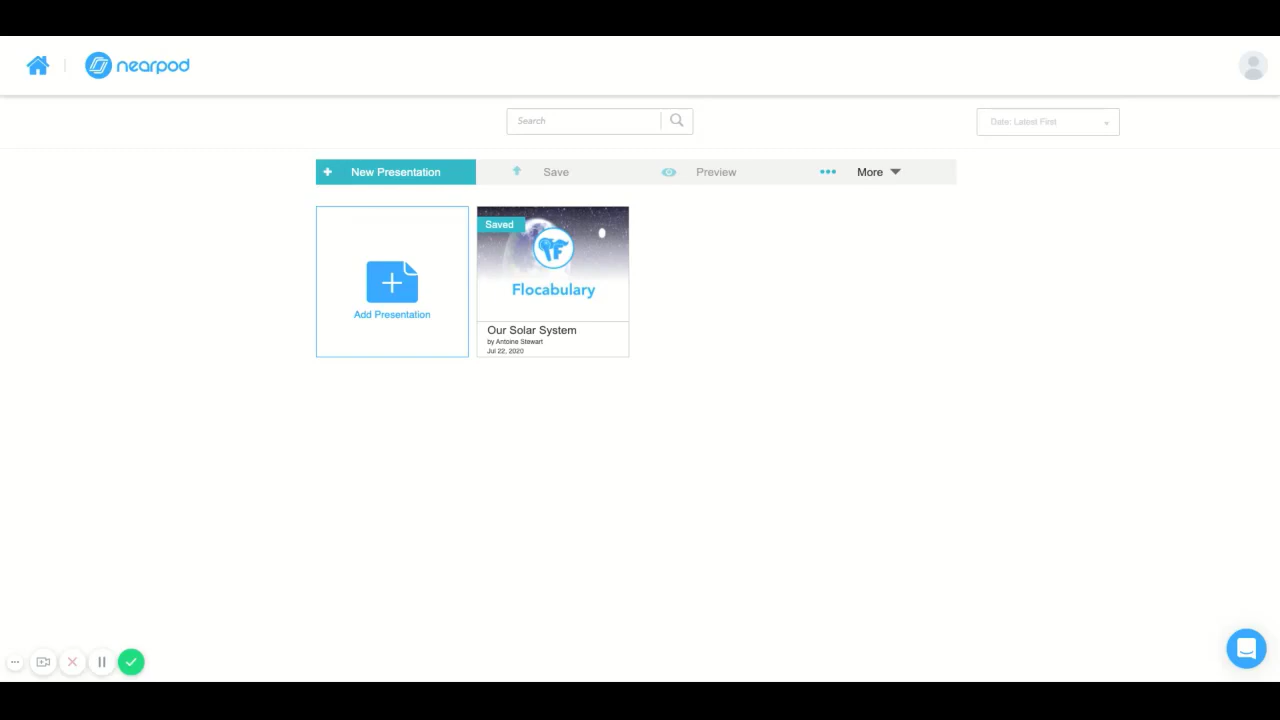 nearpod
Search
Date: Latest First
New Presentation
Save
Preview
More
Saved
Flocabulary
Add Presentation
Our Solar System
by Antoine Stewart
Jul 22, 2020